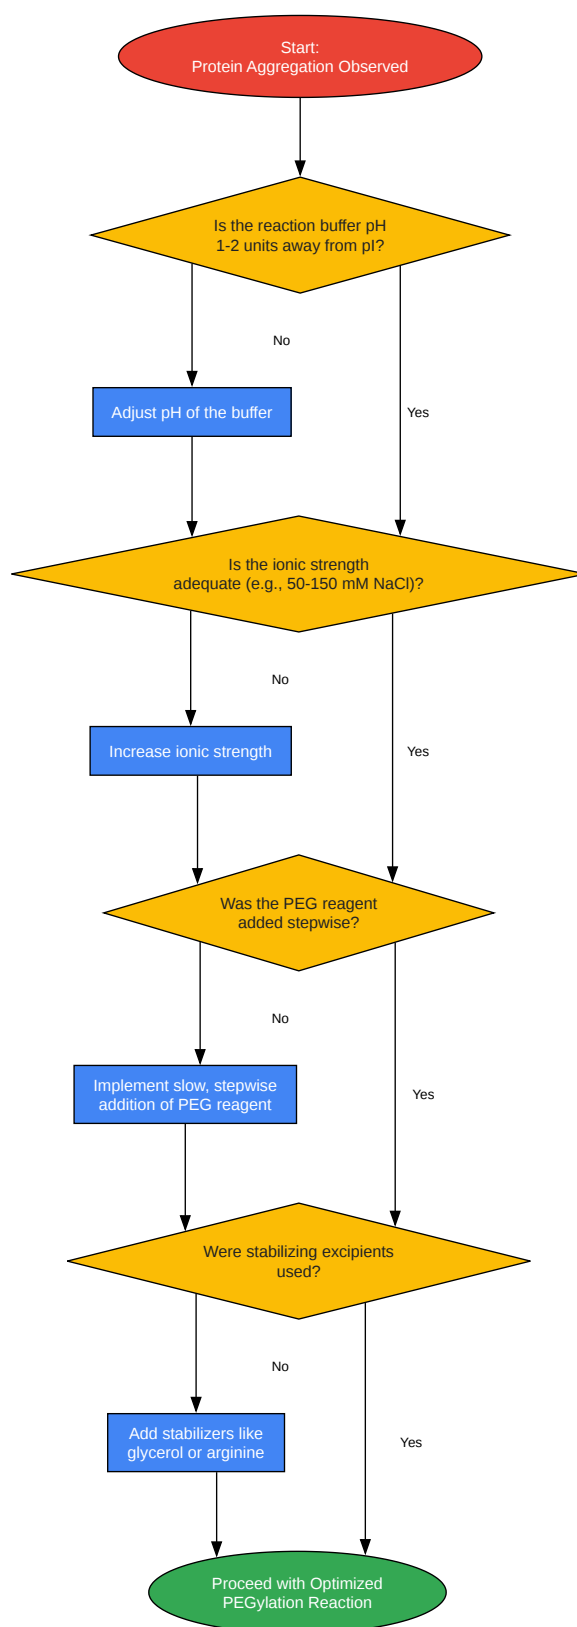 Start:
Protein Aggregation Observed
Is the reaction buffer pH
1-2 units away from pI?
No
Adjust pH of the buffer
Yes
Is the ionic strength
adequate (e.g., 50-150 mM NaCl)?
No
Increase ionic strength
Yes
Was the PEG reagent
added stepwise?
No
Implement slow, stepwise
addition of PEG reagent
Yes
Were stabilizing excipients
used?
No
Add stabilizers like
glycerol or arginine
Yes
Proceed with Optimized
PEGylation Reaction